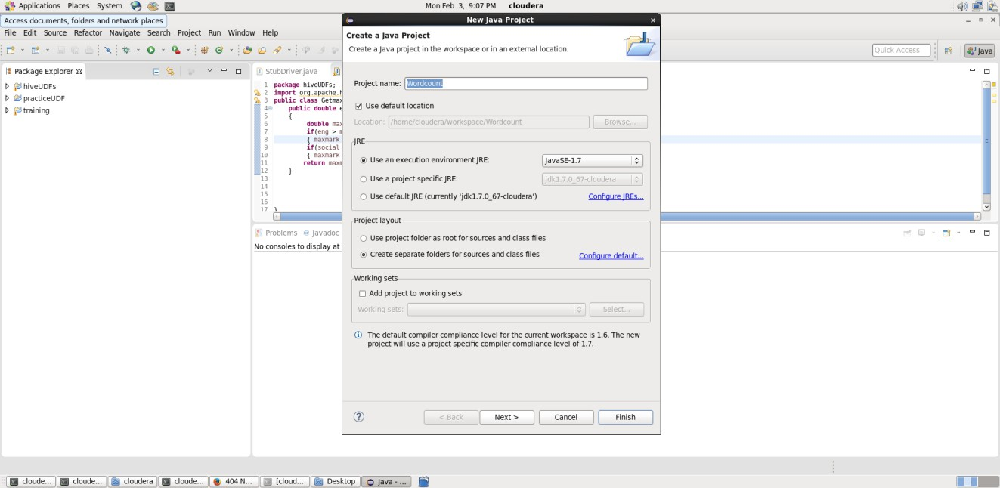 Applications Places System Mon Feb 3, 9:07 PM cloudera
Access documents, folders and network places
New Java Project
File Edit Source Refactor Navigate Search Project Run Window Help
Create a Java Project
Create a Java project in the workspace or in an external location.
Quick Access Java
Package Explorer
hiveUDFs
practiceUDF
training
StubDriver.java
1 package hiveUDFs;
2 import org.apache.h
3 public class Getmax
4 public double e
5 {
6 double max
7 if(eng > m
8 { maxmark
9 if(social
10 { maxmark
11 return maxm
12 }
13
14
15
16
17 }
Project name: Wordcount
Use default location
Location: /home/cloudera/workspace/Wordcount Browse...
JRE
Use an execution environment JRE: JavaSE-1.7
Use a project specific JRE: jdk1.7.0_67-cloudera
Use default JRE (currently 'jdk1.7.0_67-cloudera') Configure JREs...
Project layout
Use project folder as root for sources and class files
Create separate folders for sources and class files Configure default...
Working sets
Add project to working sets
Working sets: Select...
The default compiler compliance level for the current workspace is 1.6. The new
project will use a project specific compiler compliance level of 1.7.
< Back Next > Cancel Finish
Problems @ Javadoc
No consoles to display at
cloude... cloude... cloudera cloude... 404 N... [cloud... Desktop Java - ...